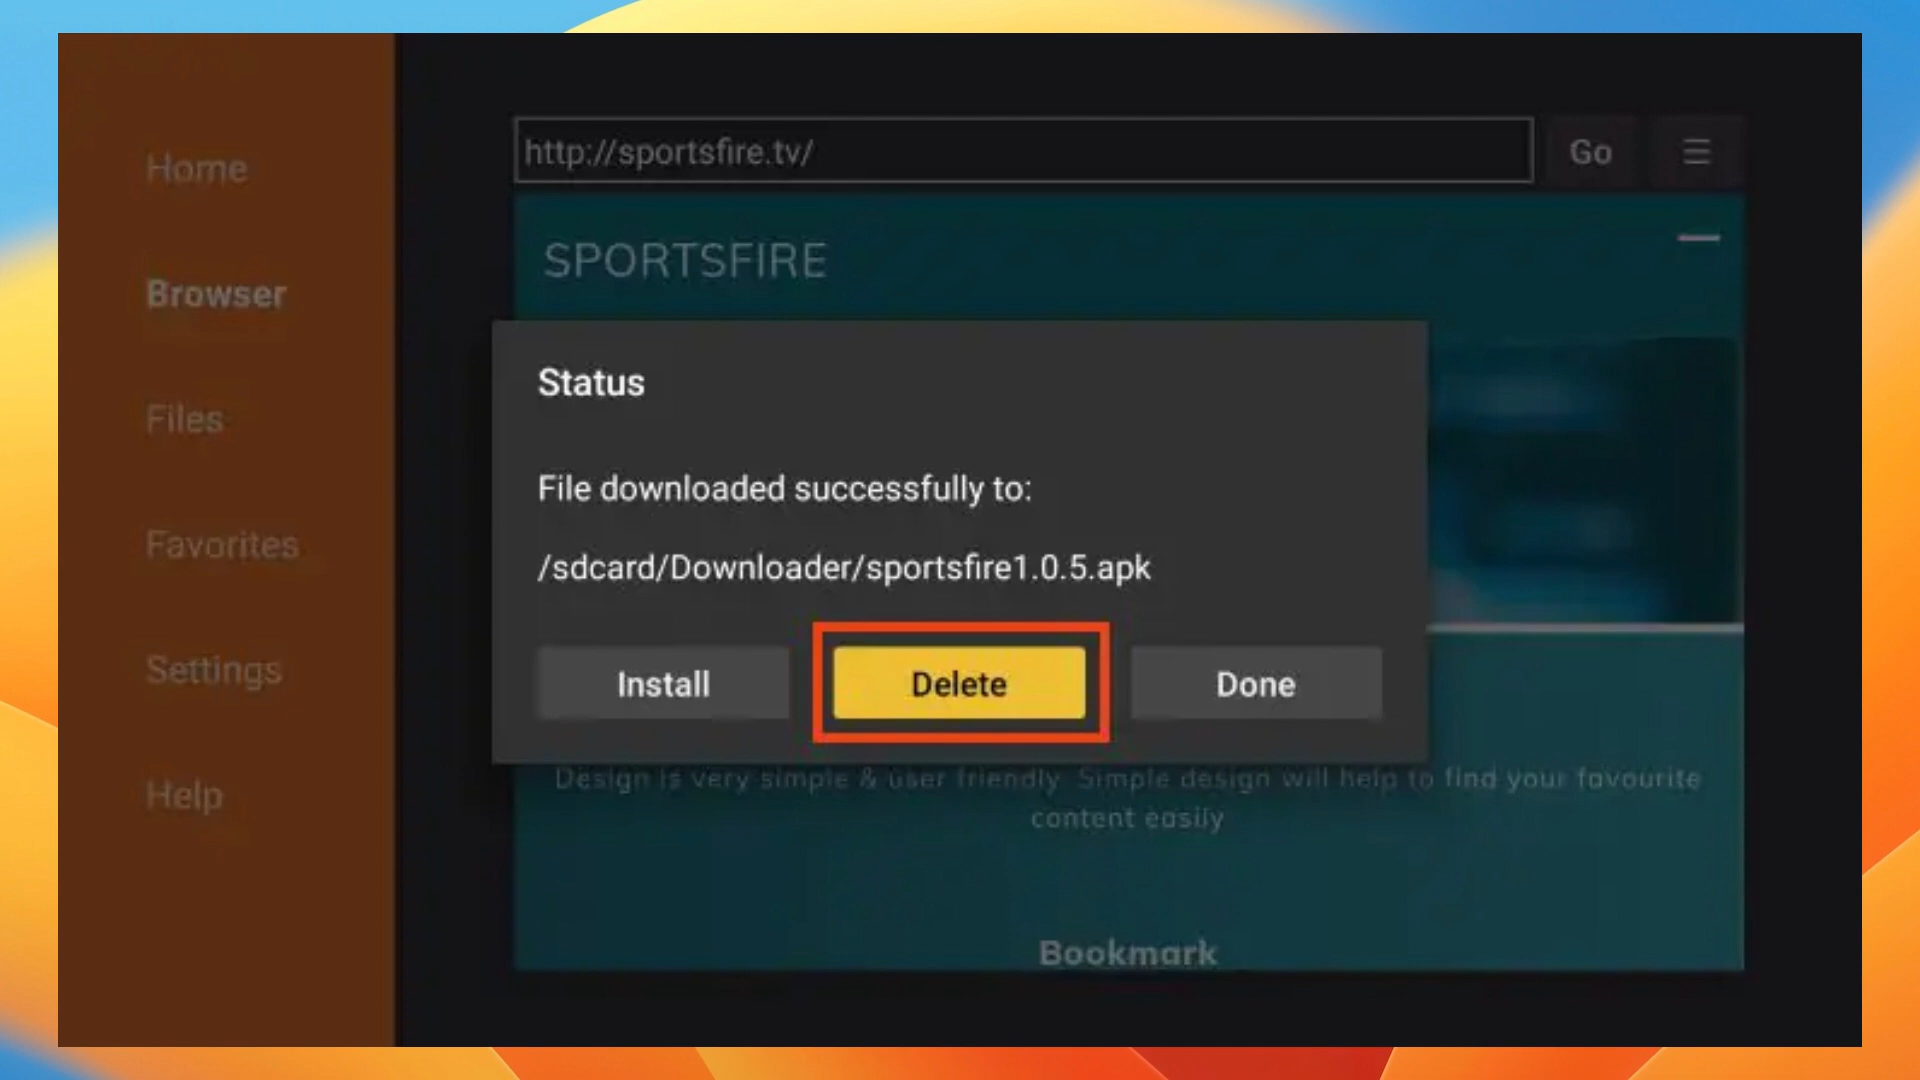 Home
Browser
Files
Favorites
Settings
Help
http://sportsfire.tv/
Go
SPORTSFIRE
Status
File downloaded successfully to:
/sdcard/Downloader/sportsfire1.0.5.apk
Install
Delete
Done
Design is very simple & user friendly. Simple design will help to find your favourite
content easily
Bookmark